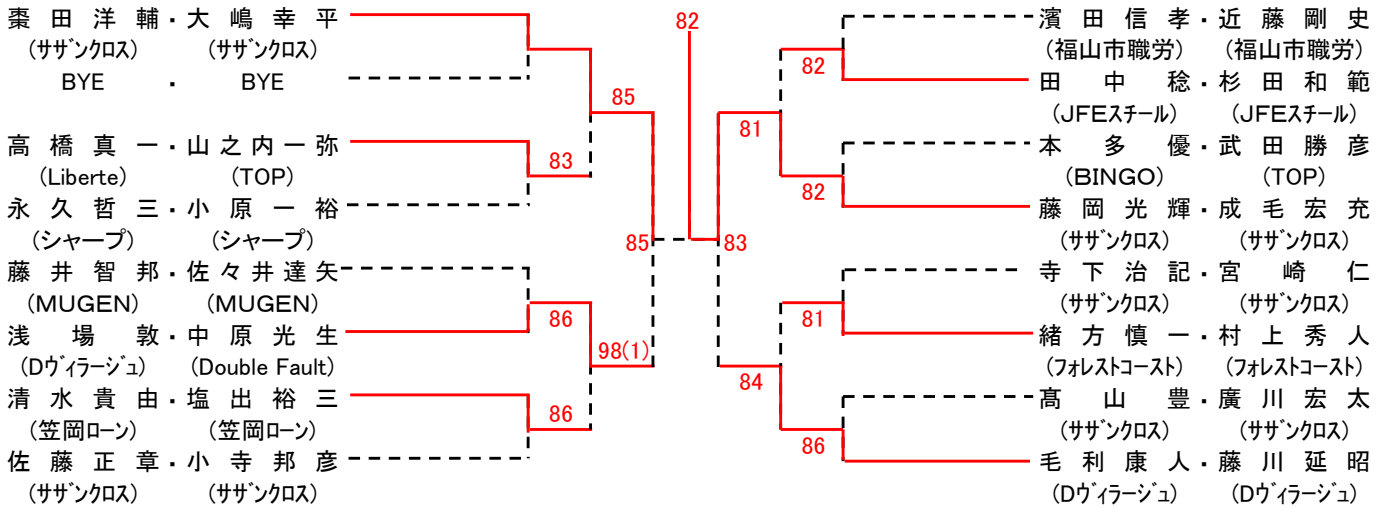 棗田洋輔・大嶋幸平
(サザンクロス) (サザンクロス)
BYE ・ BYE
85
高橋真一・山之内一弥
(Liberte) (TOP)
83
永久哲三・小原一裕
(シャープ) (シャープ)
85
藤井智邦・佐々井達矢
(MUGEN) (MUGEN)
86
浅場敦・中原光生
(Dヴィラージュ) (Double Fault)
98(1)
清水貴由・塩出裕三
(笠岡ローン) (笠岡ローン)
86
佐藤正章・小寺邦彦
(サザンクロス) (サザンクロス)
82
83
濱田信孝・近藤剛史
(福山市職労) (福山市職労)
82
田中稔・杉田和範
(JFEスチール) (JFEスチール)
81
本多優・武田勝彦
(BINGO) (TOP)
82
藤岡光輝・成毛宏充
(サザンクロス) (サザンクロス)
寺下治記・宮崎仁
(サザンクロス) (サザンクロス)
81
緒方慎一・村上秀人
(フォレストコースト) (フォレストコースト)
84
髙山豊・廣川宏太
(サザンクロス) (サザンクロス)
86
毛利康人・藤川延昭
(Dヴィラージュ) (Dヴィラージュ)